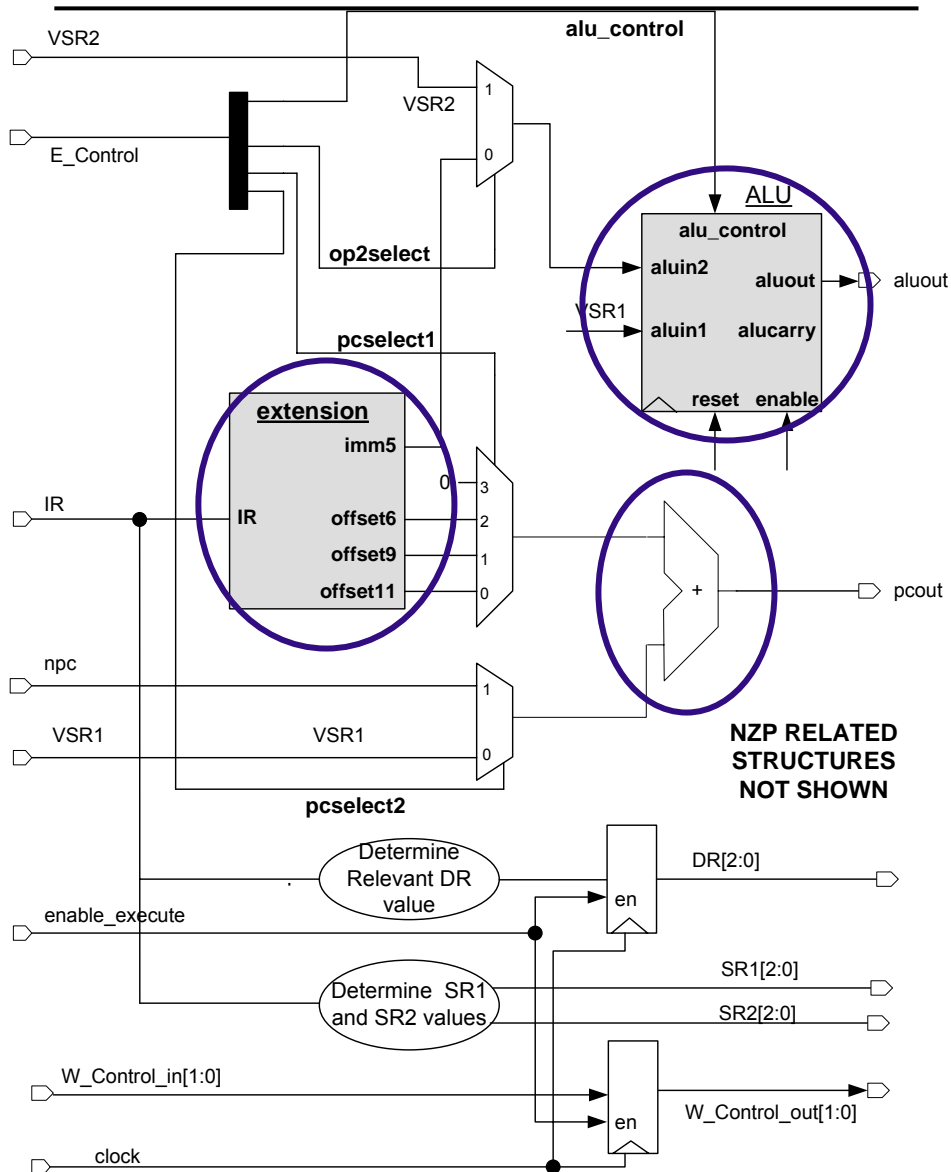 alu_control
VSR2
VSR2
1
0
E_Control
ALU
alu_control
op2select
aluin2
aluout
aluout
VSR1
aluin1
alucarry
pcselect1
reset enable
extension
imm5
0
3
IR
IR
offset6
2
offset9
1
offset11
0
+
pcout
npc
1
VSR1
VSR1
0
NZP RELATED
STRUCTURES
NOT SHOWN
pcselect2
Determine
Relevant DR
value
.
DR[2:0]
en
enable_execute
Determine SR1
and SR2 values
SR1[2:0]
SR2[2:0]
W_Control_in[1:0]
en
W_Control_out[1:0]
clock